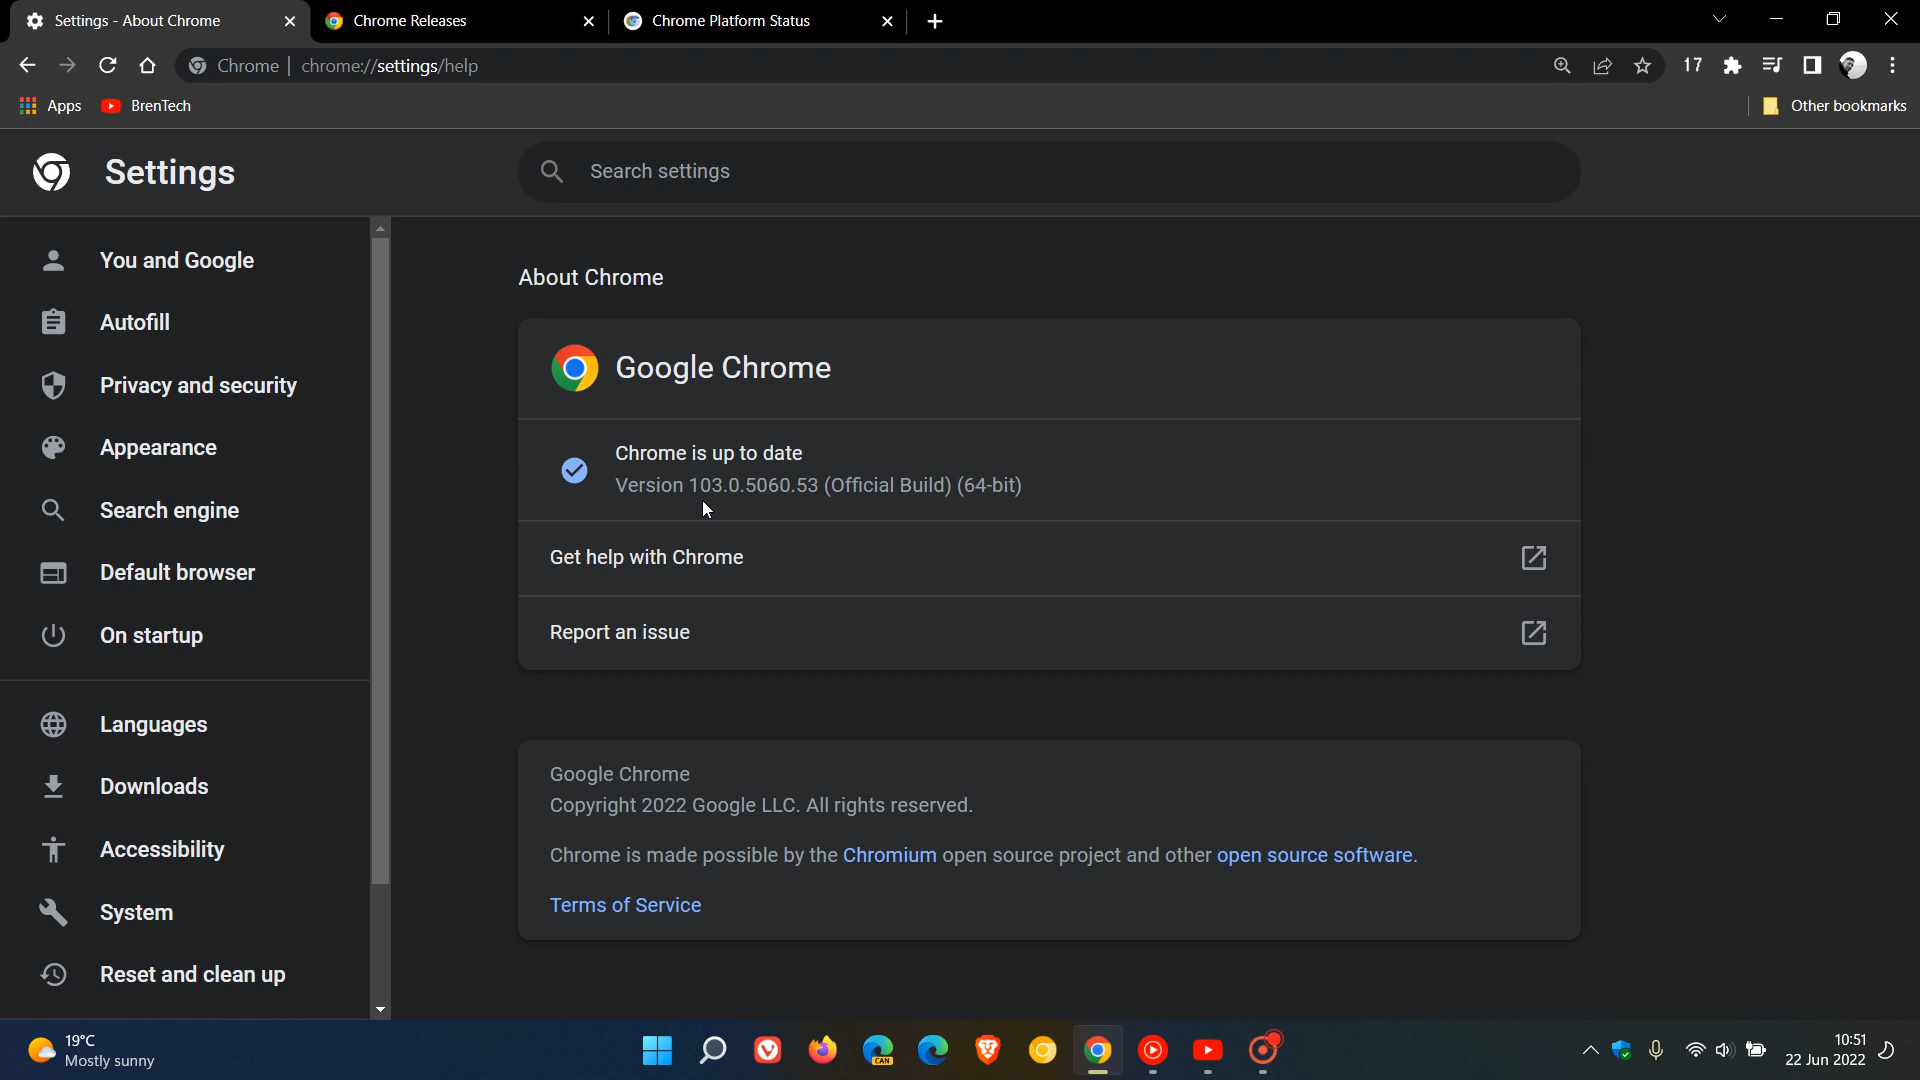 Settings - About Chrome
Chrome Releases
Chrome Platform Status
Chrome | chrome://settings/help
17
Apps
BrenTech
Other bookmarks
Settings
Search settings
You and Google
Autofill
Privacy and security
Appearance
Search engine
Default browser
On startup
Languages
Downloads
Accessibility
System
Reset and clean up
About Chrome
Google Chrome
Chrome is up to date
Version 103.0.5060.53 (Official Build) (64-bit)
Get help with Chrome
Report an issue
Google Chrome
Copyright 2022 Google LLC. All rights reserved.
Chrome is made possible by the Chromium open source project and other open source software.
Terms of Service
19°C
Mostly sunny
CAN
10:51
22 Jun 2022